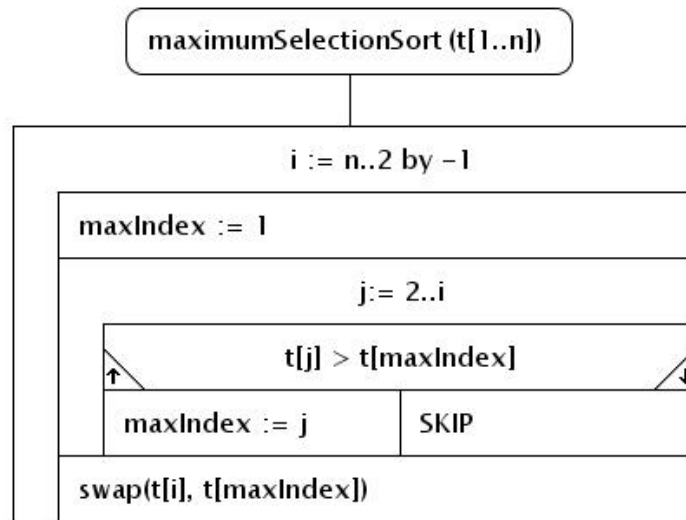 maximumSelectionSort (t[1..n])
i := n..2 by -1
maxIndex := 1
j:= 2..i
t[j] > t[maxIndex]
maxIndex := j
SKIP
swap(t[i], t[maxIndex])